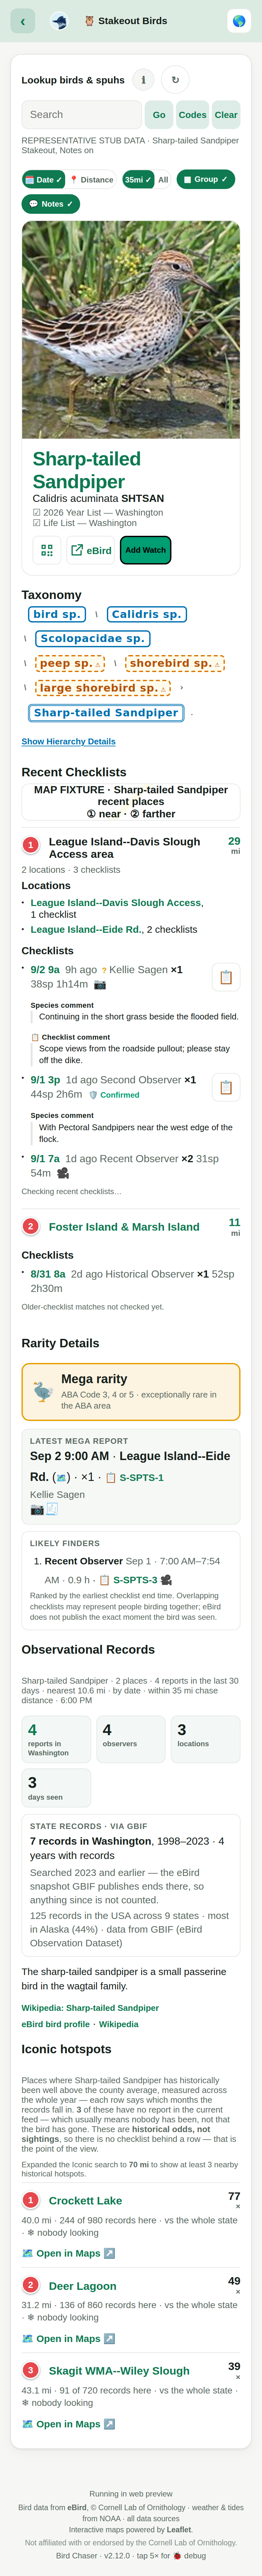 Stakeout Birds
Lookup birds & spuhs
Search
Go
Codes
Clear
REPRESENTATIVE STUB DATA · Sharp-tailed Sandpiper
Stakeout, Notes on
Date ✓
Distance
35mi ✓
All
Group ✓
Notes ✓
Sharp-tailed
Sandpiper
Calidris acuminata SHTSAN
☑ 2026 Year List — Washington
☑ Life List — Washington
eBird
Add Watch
Taxonomy
bird sp. \ Calidris sp.
\ Scolopacidae sp.
\ peep sp.⚠ \ shorebird sp.⚠
\ large shorebird sp.⚠ ›
Sharp-tailed Sandpiper .
Show Hierarchy Details
Recent Checklists
MAP FIXTURE · Sharp-tailed Sandpiper
recent places
① near · ② farther
1
League Island--Davis Slough
Access area
29
mi
2 locations · 3 checklists
Locations
• League Island--Davis Slough Access,
1 checklist
• League Island--Eide Rd., 2 checklists
Checklists
• 9/2 9a 9h ago ? Kellie Sagen ×1
38sp 1h14m 📷
Species comment
Continuing in the short grass beside the flooded field.
📋 Checklist comment
Scope views from the roadside pullout; please stay
off the dike.
• 9/1 3p 1d ago Second Observer ×1
44sp 2h6m Confirmed
Species comment
With Pectoral Sandpipers near the west edge of the
flock.
• 9/1 7a 1d ago Recent Observer ×2 31sp
54m 🎥
Checking recent checklists…
2
Foster Island & Marsh Island
11
mi
Checklists
• 8/31 8a 2d ago Historical Observer ×1 52sp
2h30m
Older-checklist matches not checked yet.
Rarity Details
Mega rarity
ABA Code 3, 4 or 5 · exceptionally rare in
the ABA area
LATEST MEGA REPORT
Sep 2 9:00 AM · League Island--Eide
Rd. (🗺️) · ×1 · 📋 S-SPTS-1
Kellie Sagen
LIKELY FINDERS
1. Recent Observer Sep 1 · 7:00 AM–7:54
AM · 0.9 h · 📋 S-SPTS-3 🎥
Ranked by the earliest checklist end time. Overlapping
checklists may represent people birding together; eBird
does not publish the exact moment the bird was seen.
Observational Records
Sharp-tailed Sandpiper · 2 places · 4 reports in the last 30
days · nearest 10.6 mi · by date · within 35 mi chase
distance · 6:00 PM
4
reports in
Washington
4
observers
3
locations
3
days seen
STATE RECORDS · VIA GBIF
7 records in Washington, 1998–2023 · 4
years with records
Searched 2023 and earlier — the eBird
snapshot GBIF publishes ends there, so
anything since is not counted.
125 records in the USA across 9 states · most
in Alaska (44%) · data from GBIF (eBird
Observation Dataset)
The sharp-tailed sandpiper is a small passerine
bird in the wagtail family.
Wikipedia: Sharp-tailed Sandpiper
eBird bird profile · Wikipedia
Iconic hotspots
Places where Sharp-tailed Sandpiper has historically
been well above the county average, measured across
the whole year — each row says which months the
records fall in. 3 of these have no report in the current
feed — which usually means nobody has been, not that
the bird has gone. These are historical odds, not
sightings, so there is no checklist behind a row — that is
the point of the view.
Expanded the Iconic search to 70 mi to show at least 3 nearby
historical hotspots.
1
Crockett Lake
77
×
40.0 mi · 244 of 980 records here · vs the whole state
· ❄ nobody looking
🗺️ Open in Maps ↗
2
Deer Lagoon
49
×
31.2 mi · 136 of 860 records here · vs the whole state
· ❄ nobody looking
🗺️ Open in Maps ↗
3
Skagit WMA--Wiley Slough
39
×
43.1 mi · 91 of 720 records here · vs the whole state ·
❄ nobody looking
🗺️ Open in Maps ↗
Running in web preview
Bird data from eBird, © Cornell Lab of Ornithology · weather & tides
from NOAA · all data sources
Interactive maps powered by Leaflet.
Not affiliated with or endorsed by the Cornell Lab of Ornithology.
Bird Chaser · v2.12.0 · tap 5× for 🐞 debug